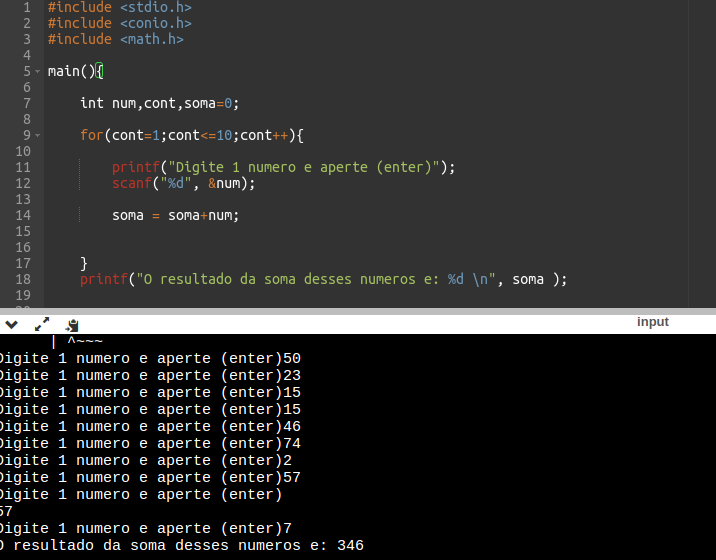 1 #include <stdio.h>
2 #include <conio.h>
3 #include <math.h>
4
5 main(){
6
7 int num,cont,soma=0;
8
9 for(cont=1;cont<=10;cont++){
10
11 printf("Digite 1 numero e aperte (enter)");
12 scanf("%d", &num);
13
14 soma = soma+num;
15
16
17 }
18 printf("O resultado da soma desses numeros e: %d \n", soma );
19
input
| ^~~~
Digite 1 numero e aperte (enter)50
Digite 1 numero e aperte (enter)23
Digite 1 numero e aperte (enter)15
Digite 1 numero e aperte (enter)15
Digite 1 numero e aperte (enter)46
Digite 1 numero e aperte (enter)74
Digite 1 numero e aperte (enter)2
Digite 1 numero e aperte (enter)57
Digite 1 numero e aperte (enter)
57
Digite 1 numero e aperte (enter)7
O resultado da soma desses numeros e: 346